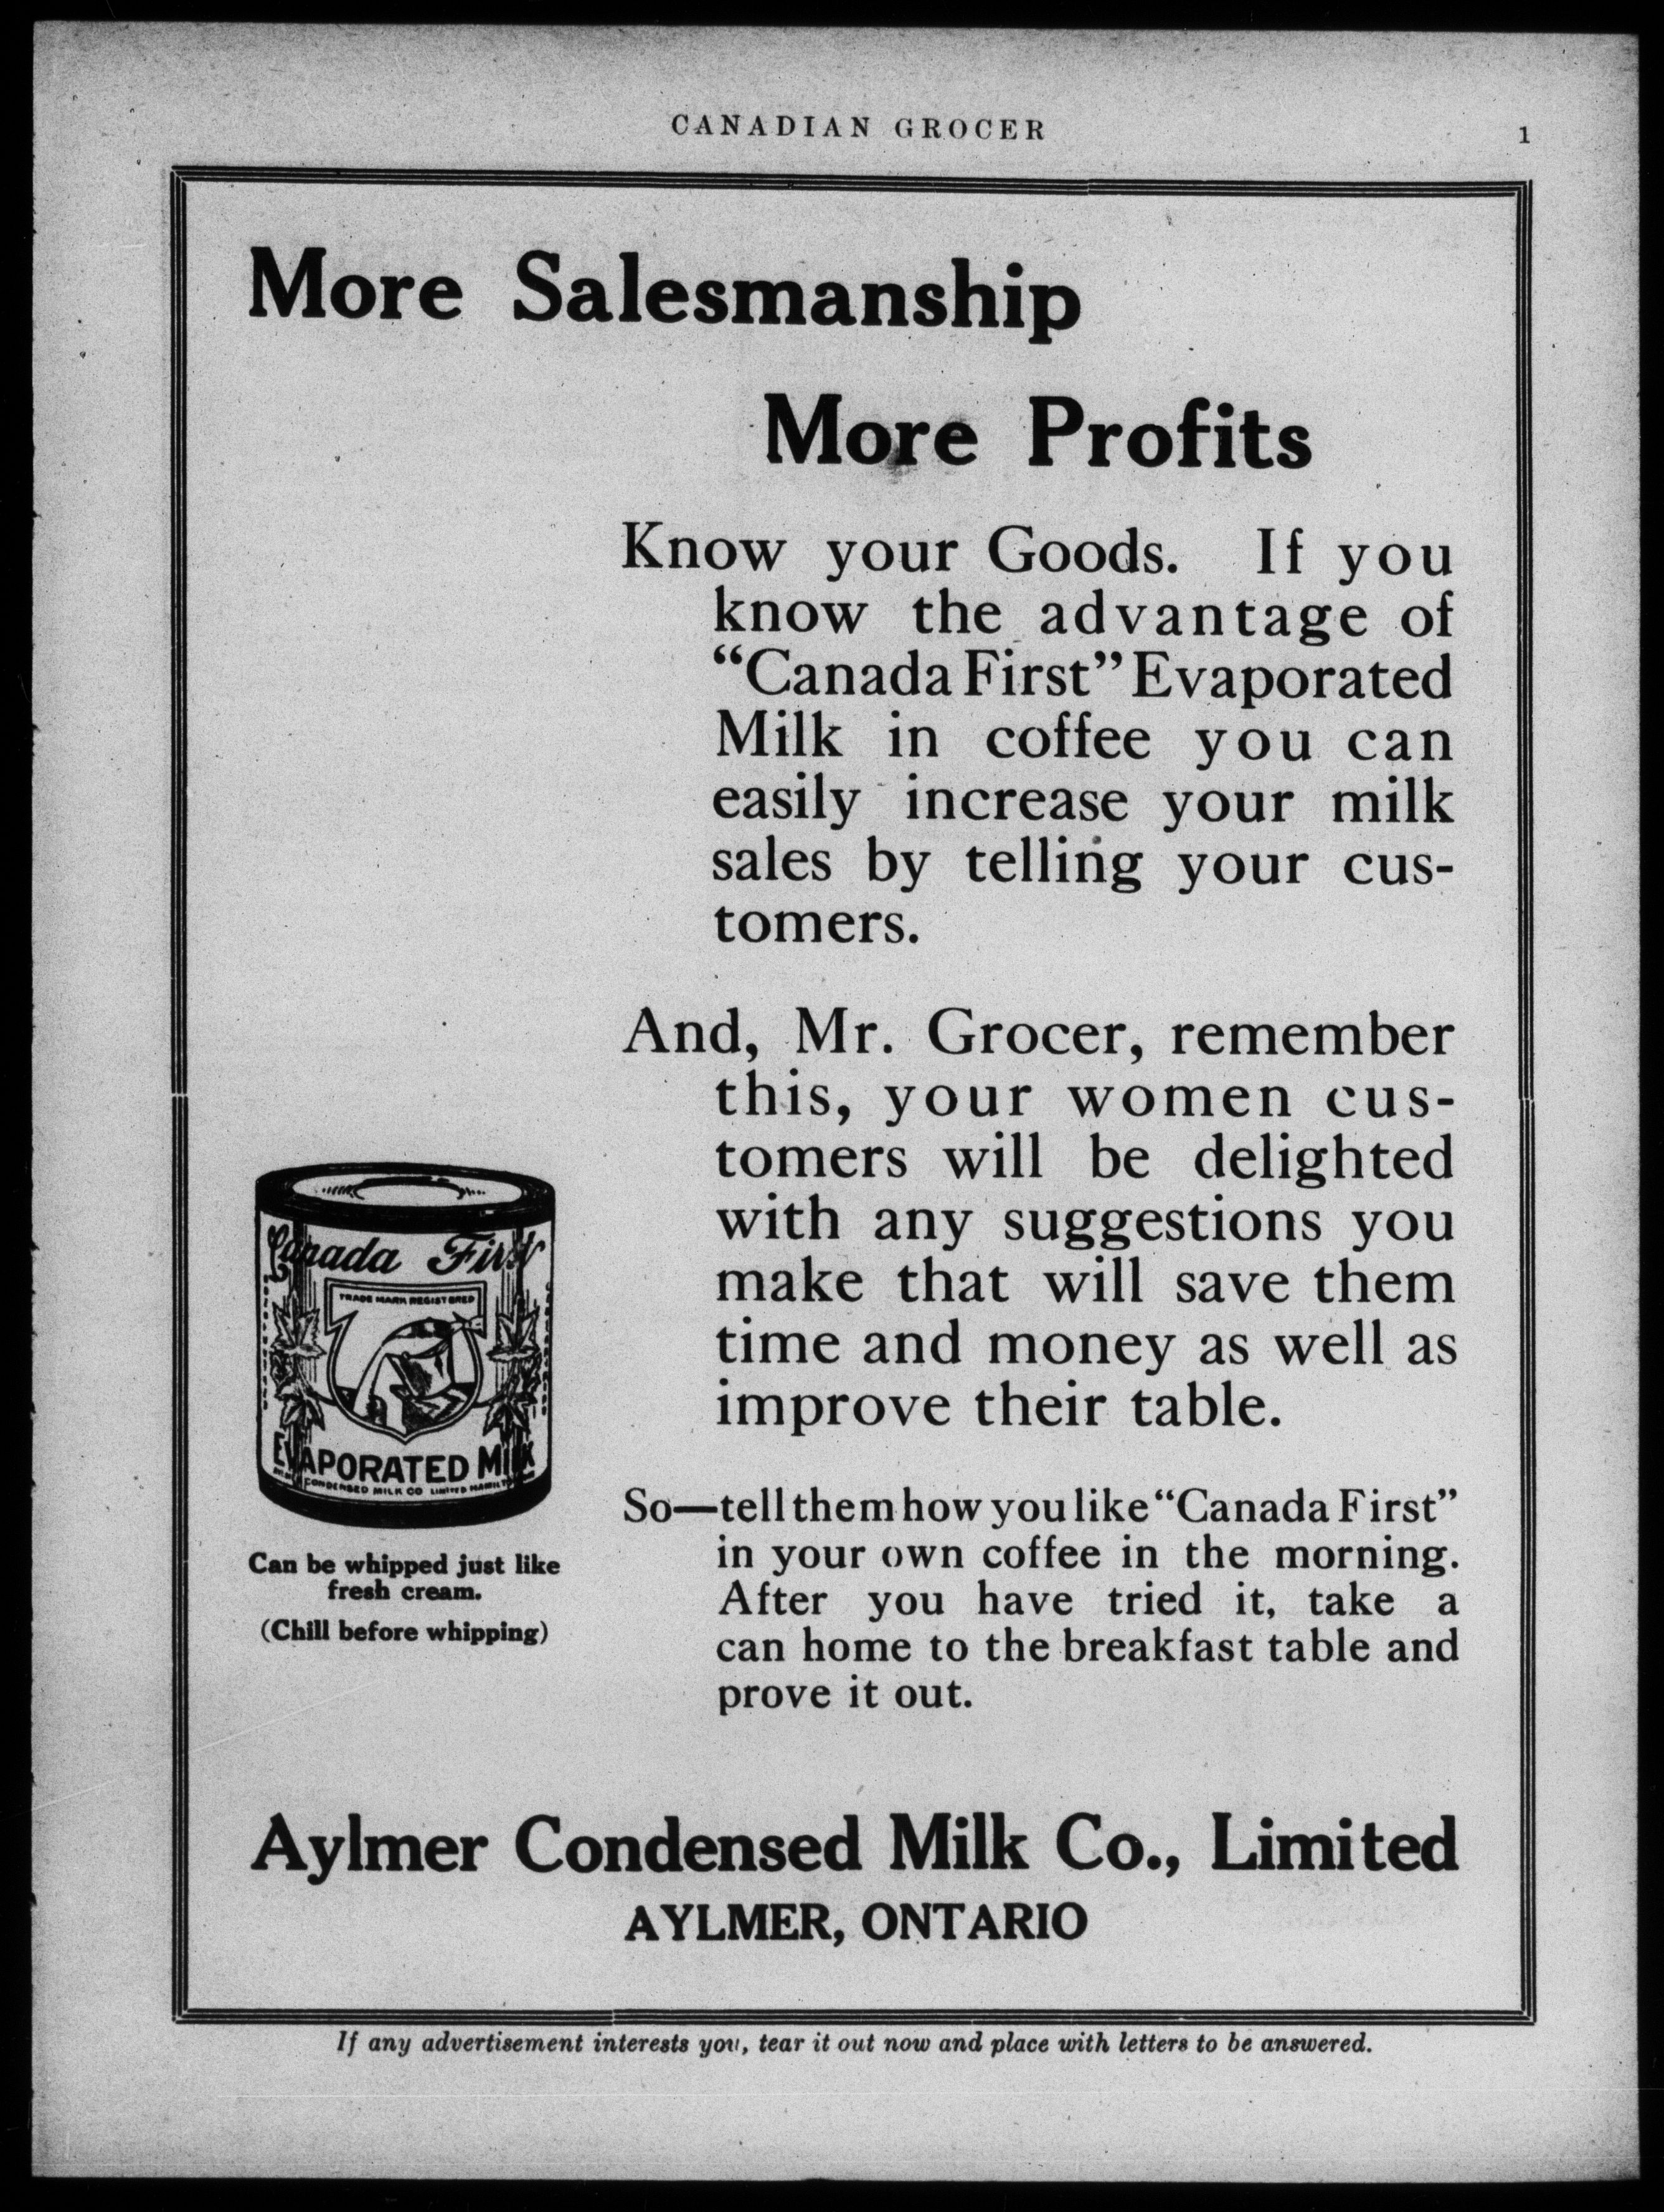 CANADIAN GROCER
1
More Salesmanship
More Profits
Know your Goods. If you
know the advantage of
“Canada First” Evaporated
Milk in coffee you can
easily increase your milk
sales by telling your cus-
tomers.
And, Mr. Grocer, remember
this, your women cus-
tomers will be delighted
with any suggestions you
make that will save them
time and money as well as
improve their table.
So—tell them how you like “Canada First”
in your own coffee in the morning.
After you have tried it, take a
can home to the breakfast table and
prove it out.
Canada First
TRADE MARK REGISTERED
EVAPORATED MILK
CONDENSED MILK CO LIMITED
Can be whipped just like
fresh cream.
(Chill before whipping)
Aylmer Condensed Milk Co., Limited
AYLMER, ONTARIO
If any advertisement interests you, tear it out now and place with letters to be answered.